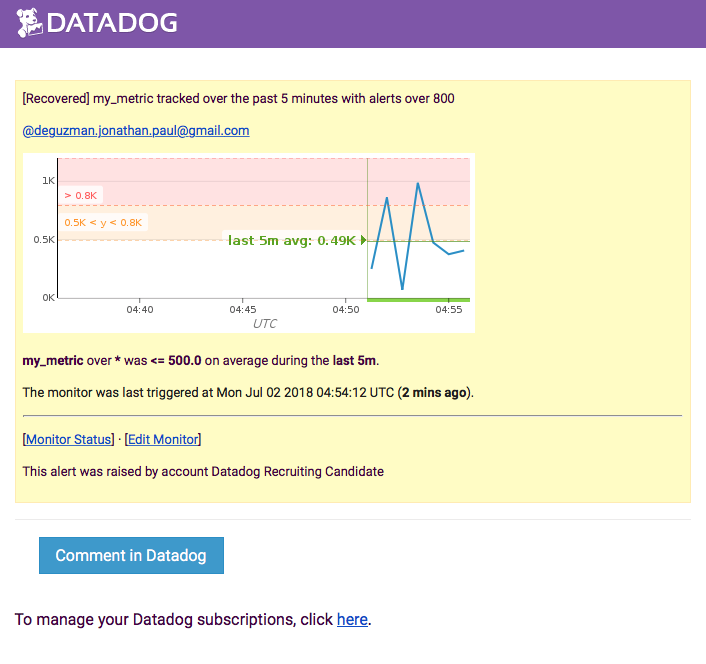 DATADOG
[Recovered] my_metric tracked over the past 5 minutes with alerts over 800
@deguzman.jonathan.paul@gmail.com
1K
> 0.8K
0.5K < y < 0.8K
0.5K
last 5m avg: 0.49K
0K
04:40 04:45 04:50 04:55
UTC
my_metric over * was <= 500.0 on average during the last 5m.
The monitor was last triggered at Mon Jul 02 2018 04:54:12 UTC (2 mins ago).
[Monitor Status] · [Edit Monitor]
This alert was raised by account Datadog Recruiting Candidate
Comment in Datadog
To manage your Datadog subscriptions, click here.